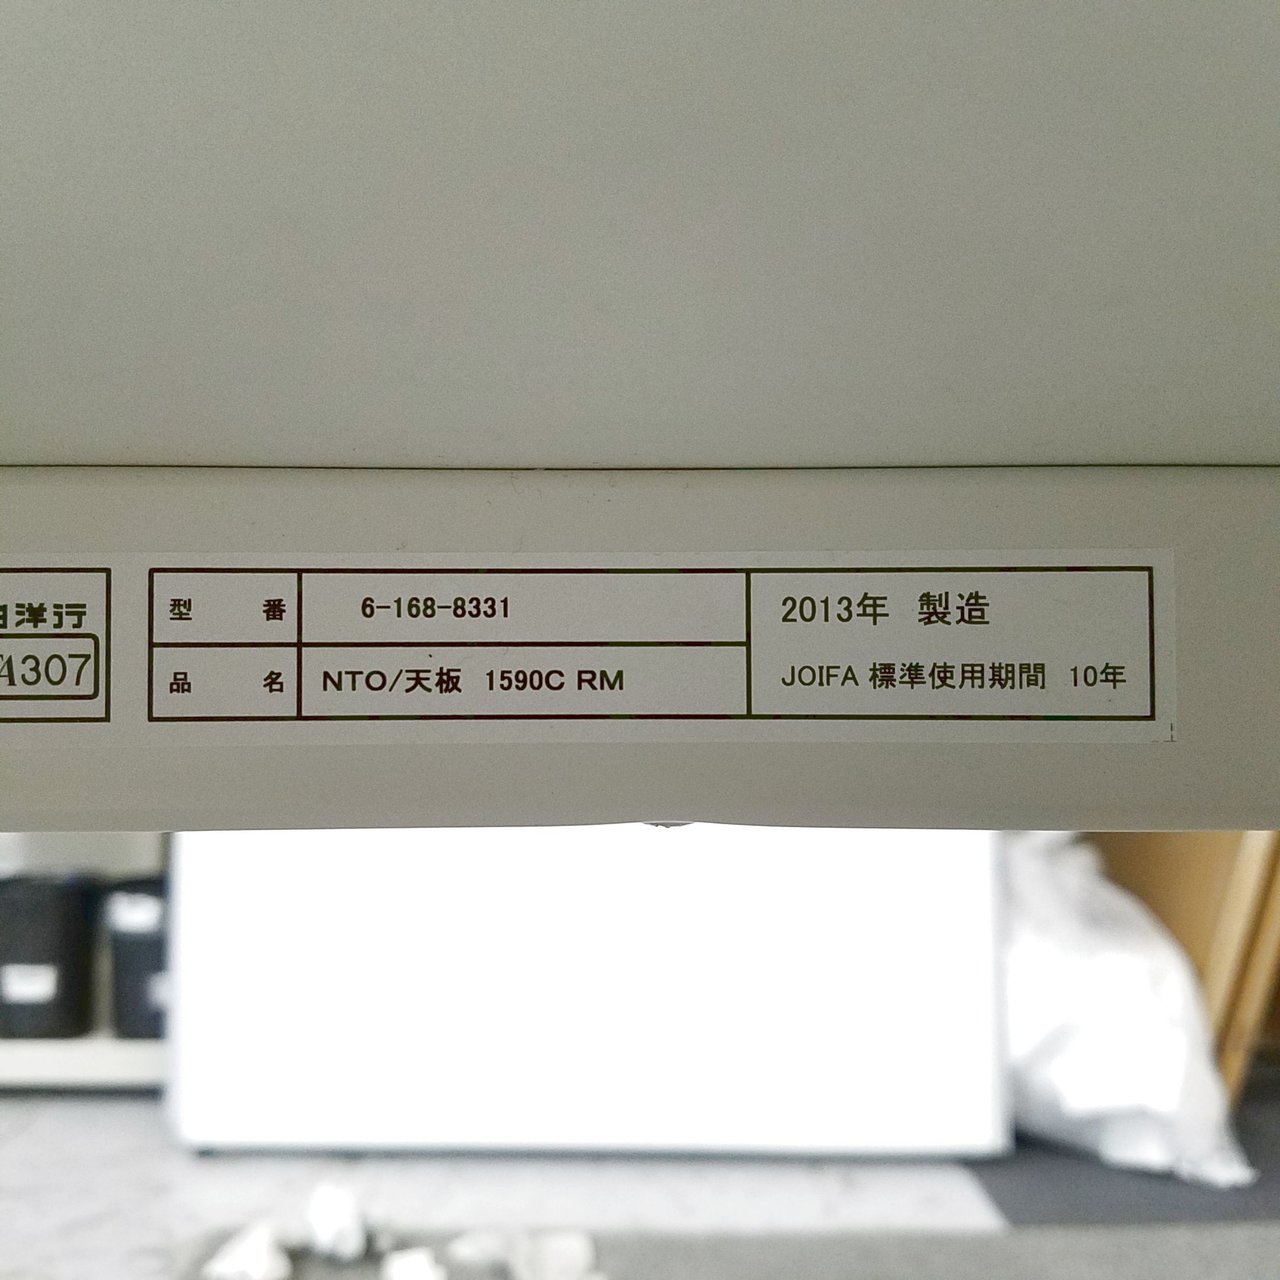 洋行
A307
型番 6-168-8331
品名 NTO/天板 1590C RM
2013年 製造
JOIFA 標準使用期間 10年